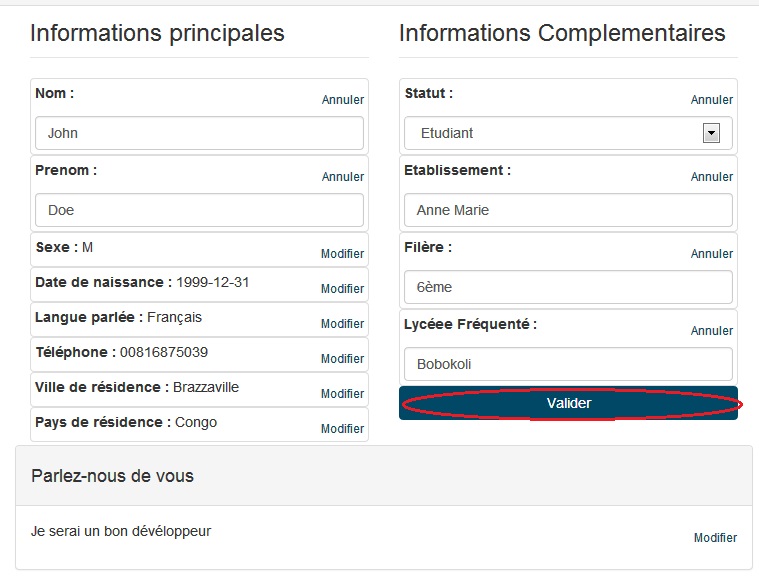 Informations principales
Nom :
Annuler
John
Prenom :
Annuler
Doe
Sexe : M
Modifier
Date de naissance : 1999-12-31
Modifier
Langue parlée : Français
Modifier
Téléphone : 00816875039
Modifier
Ville de résidence : Brazzaville
Modifier
Pays de résidence : Congo
Modifier
Informations Complementaires
Statut :
Annuler
Etudiant
Etablissement :
Annuler
Anne Marie
Filère :
Annuler
6ème
Lycéee Fréquenté :
Annuler
Bobokoli
Valider
Parlez-nous de vous
Je serai un bon dévéloppeur
Modifier